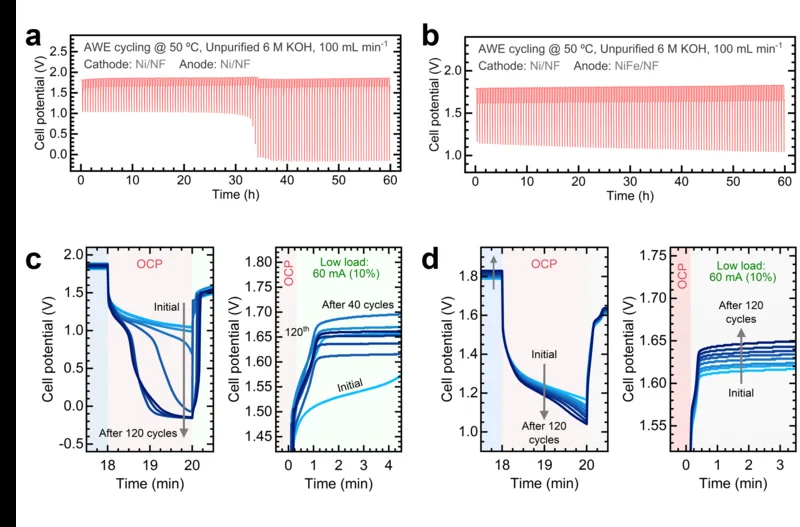 a
AWE cycling @ 50 ºC, Unpurified 6 M KOH, 100 mL min⁻¹
Cathode: Ni/NF Anode: Ni/NF
Cell potential (V)
2.5
2.0
1.5
1.0
0.5
0.0
0 10 20 30 40 50 60
Time (h)
b
AWE cycling @ 50 ºC, Unpurified 6 M KOH, 100 mL min⁻¹
Cathode: Ni/NF Anode: NiFe/NF
Cell potential (V)
2.0
1.5
1.0
0 10 20 30 40 50 60
Time (h)
c
OCP
Initial
After 120 cycles
Cell potential (V)
2.0
1.5
1.0
0.5
0.0
-0.5
18 19 20
Time (min)
OCP
Low load:
60 mA (10%)
After 40 cycles
120th
Initial
Cell potential (V)
1.80
1.75
1.70
1.65
1.60
1.55
1.50
1.45
0 1 2 3 4
Time (min)
d
OCP
Initial
After 120
cycles
Cell potential (V)
1.8
1.6
1.4
1.2
1.0
18 19 20
Time (min)
OCP
Low load:
60 mA (10%)
After 120
cycles
Initial
Cell potential (V)
1.75
1.70
1.65
1.60
1.55
0 1 2 3
Time (min)